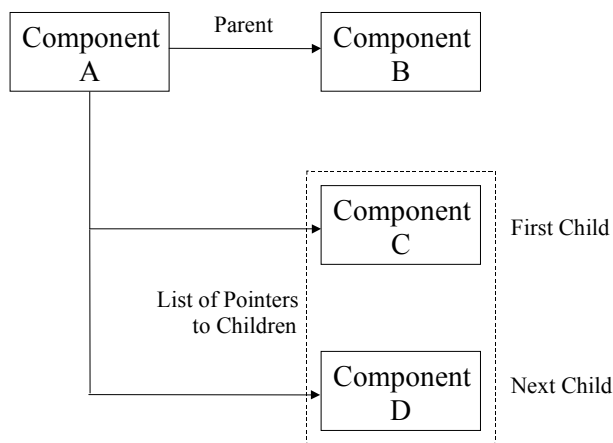 Component
A
Parent
Component
B
Component
C
First Child
List of Pointers
to Children
Component
D
Next Child